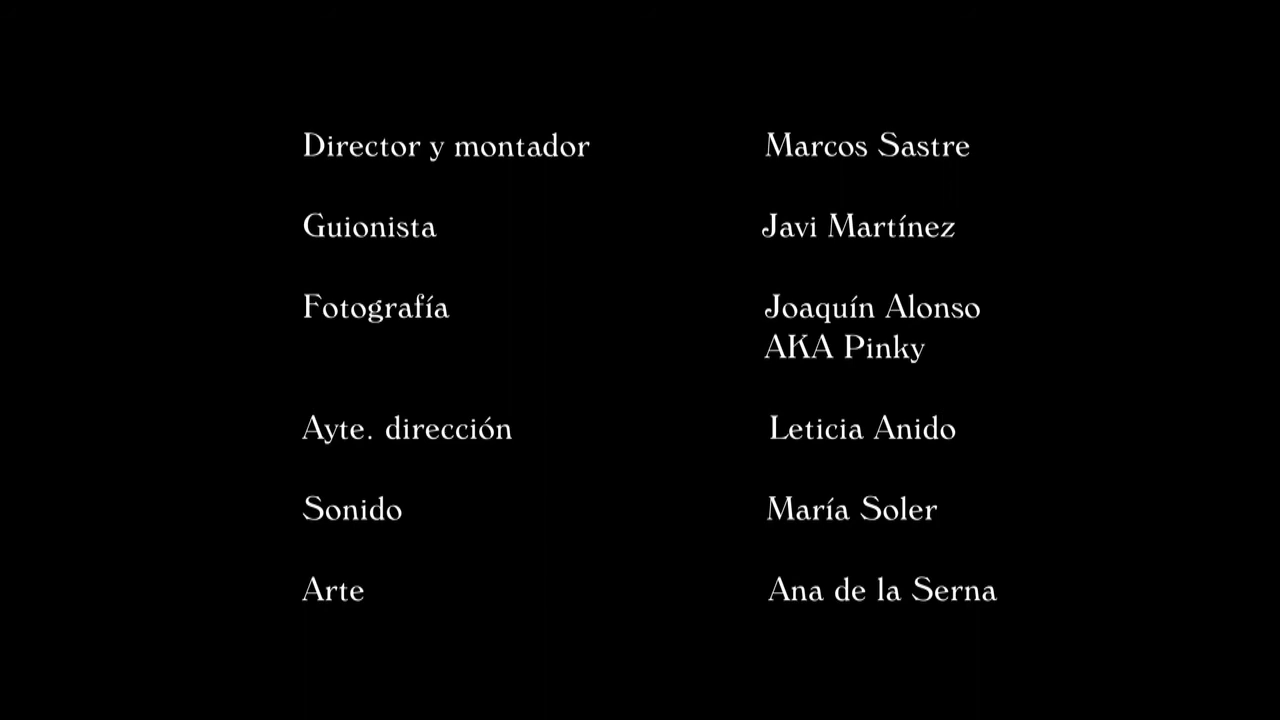 Director y montador Marcos Sastre
Guionista Javi Martínez
Fotografía Joaquín Alonso
AKA Pinky
Ayte. dirección Leticia Anido
Sonido María Soler
Arte Ana de la Serna